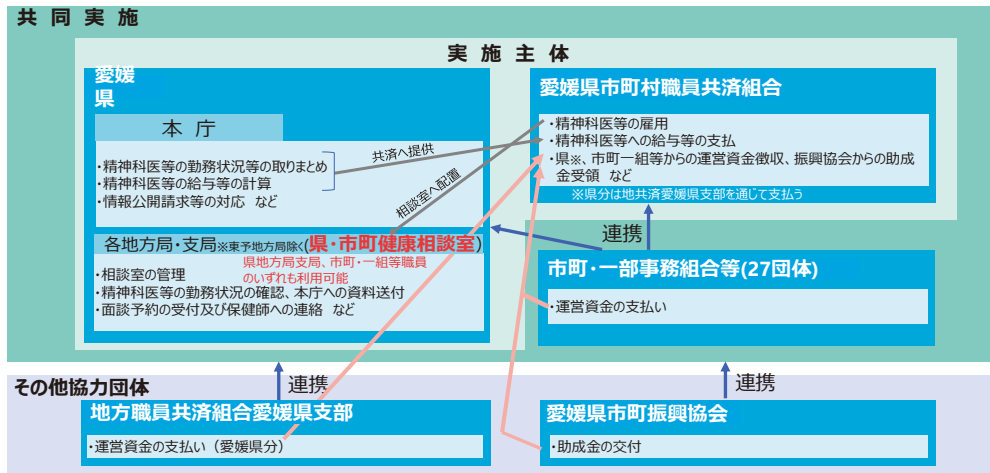 共同実施
実施主体
愛媛
県
本庁
・精神科医等の勤務状況等の取りまとめ
・精神科医等の給与等の計算
・情報公開請求等の対応 など
共済へ提供
相談室へ配置
各地方局・支局※東予地方局除く(県・市町健康相談室)
県地方局支局、市町・一組等職員
のいずれも利用可能
・相談室の管理
・精神科医等の勤務状況の確認、本庁への資料送付
・面談予約の受付及び保健師への連絡 など
愛媛県市町村職員共済組合
・精神科医等の雇用
・精神科医等への給与等の支払
・県※、市町一組等からの運営資金徴収、振興協会からの助成
金受領 など
※県分は地共済愛媛県支部を通じて支払う
連携
市町・一部事務組合等(27団体)
・運営資金の支払い
その他協力団体
連携
地方職員共済組合愛媛県支部
・運営資金の支払い（愛媛県分）
連携
愛媛県市町振興協会
・助成金の交付